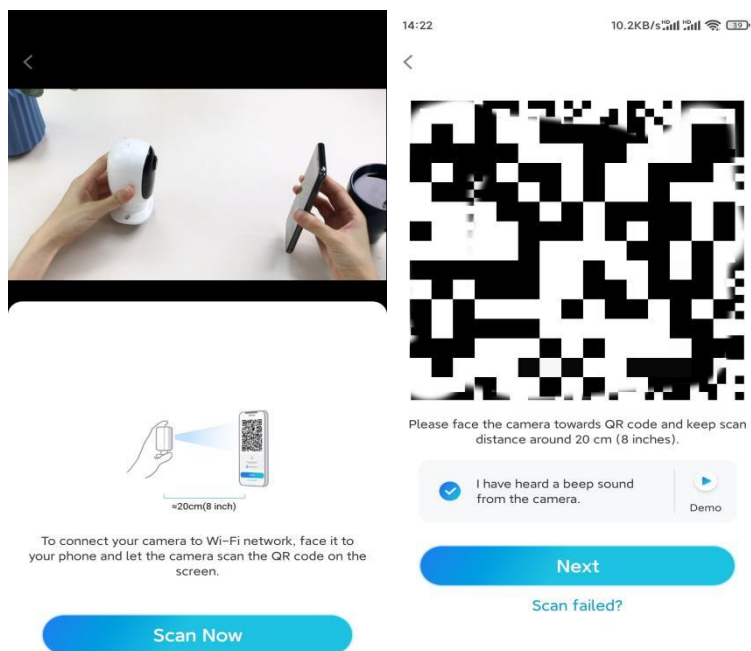 ≈20cm(8 inch)
To connect your camera to Wi-Fi network, face it to
your phone and let the camera scan the QR code on the
screen.
Scan Now
14:22
10.2KB/s HD HD 39
Please face the camera towards QR code and keep scan
distance around 20 cm (8 inches).
I have heard a beep sound
from the camera.
Demo
Next
Scan failed?